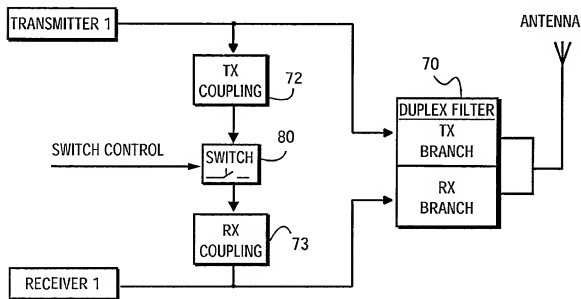 TRANSMITTER 1
ANTENNA
TX
COUPLING
72
70
DUPLEX FILTER
TX
BRANCH
RX
BRANCH
SWITCH CONTROL
SWITCH
80
RX
COUPLING
73
RECEIVER 1